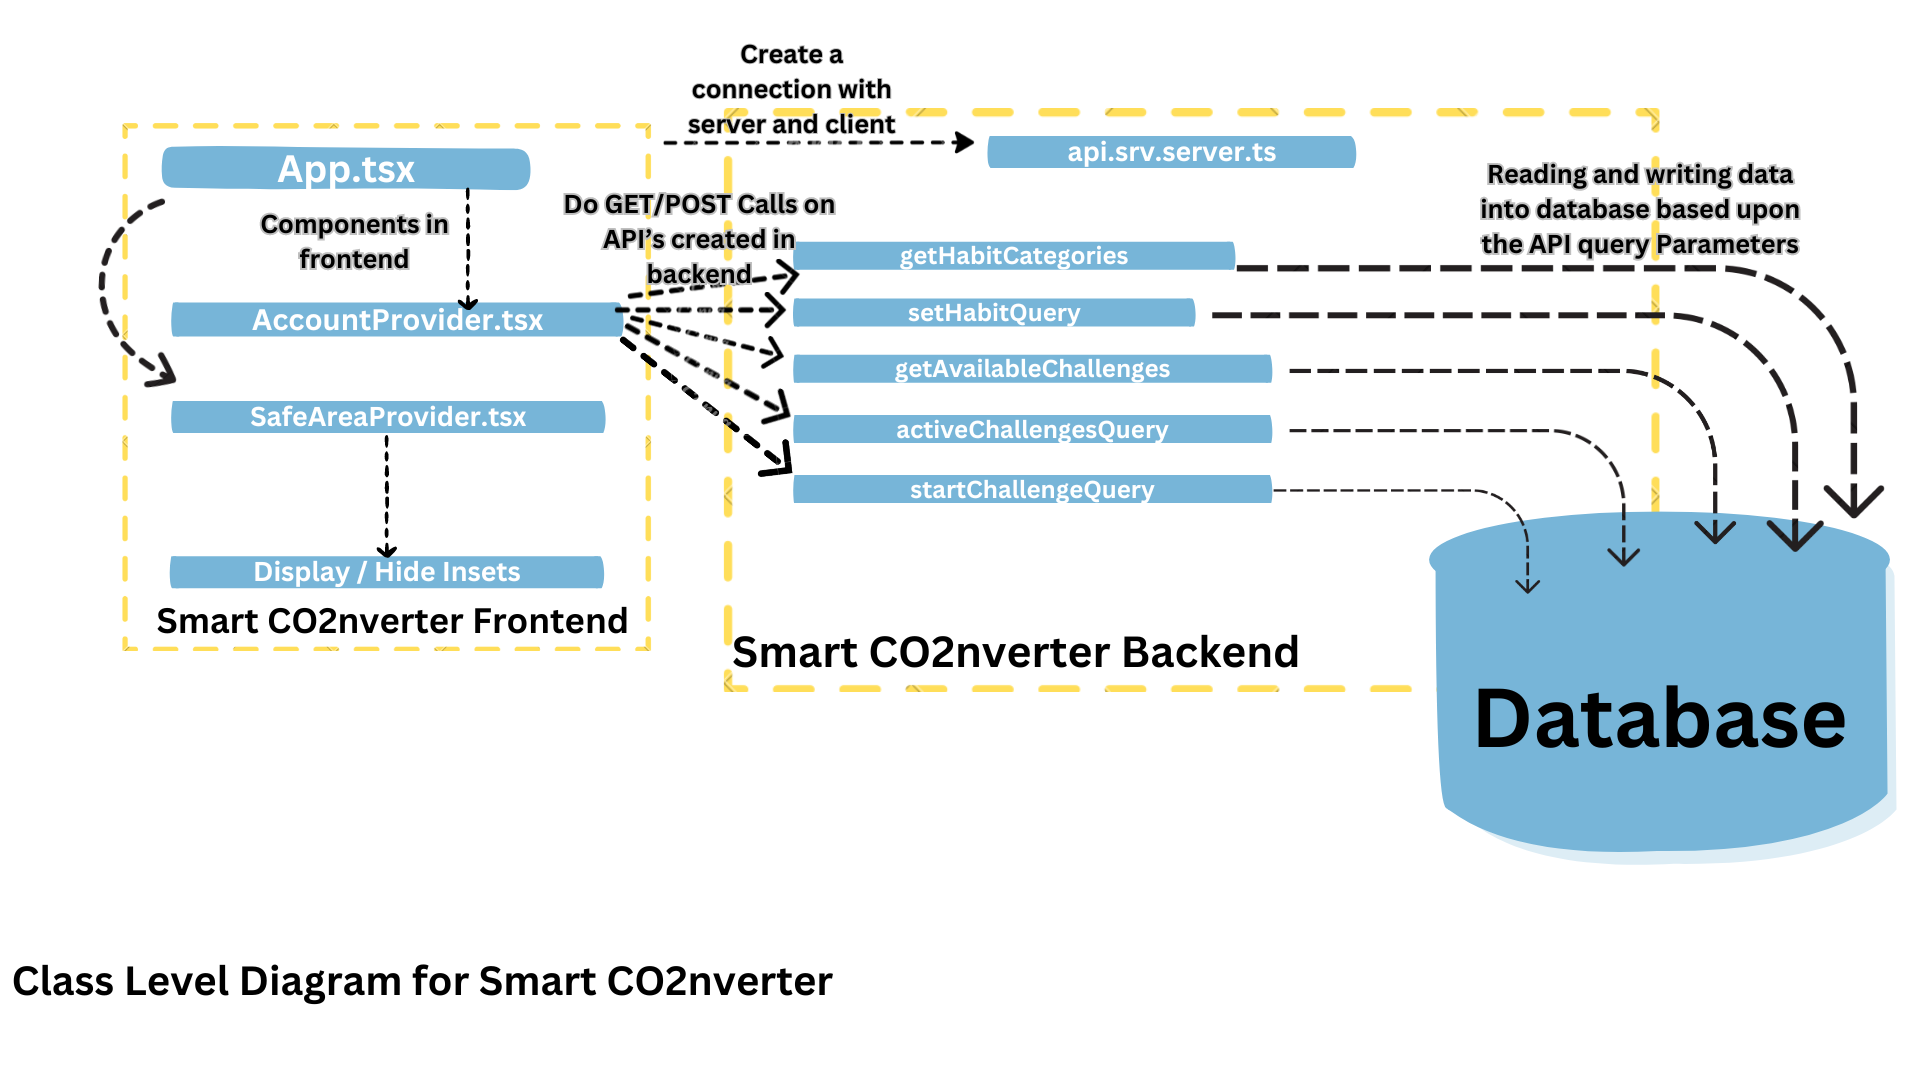 Create a
connection with
server and client
App.tsx
Components in
frontend
AccountProvider.tsx
SafeAreaProvider.tsx
Display / Hide Insets
Smart CO2nverter Frontend
Do GET/POST Calls on
API's created in
backend
api.srv.server.ts
getHabitCategories
setHabitQuery
getAvailableChallenges
activeChallengesQuery
startChallengeQuery
Smart CO2nverter Backend
Reading and writing data
into database based upon
the API query Parameters
Database
Class Level Diagram for Smart CO2nverter